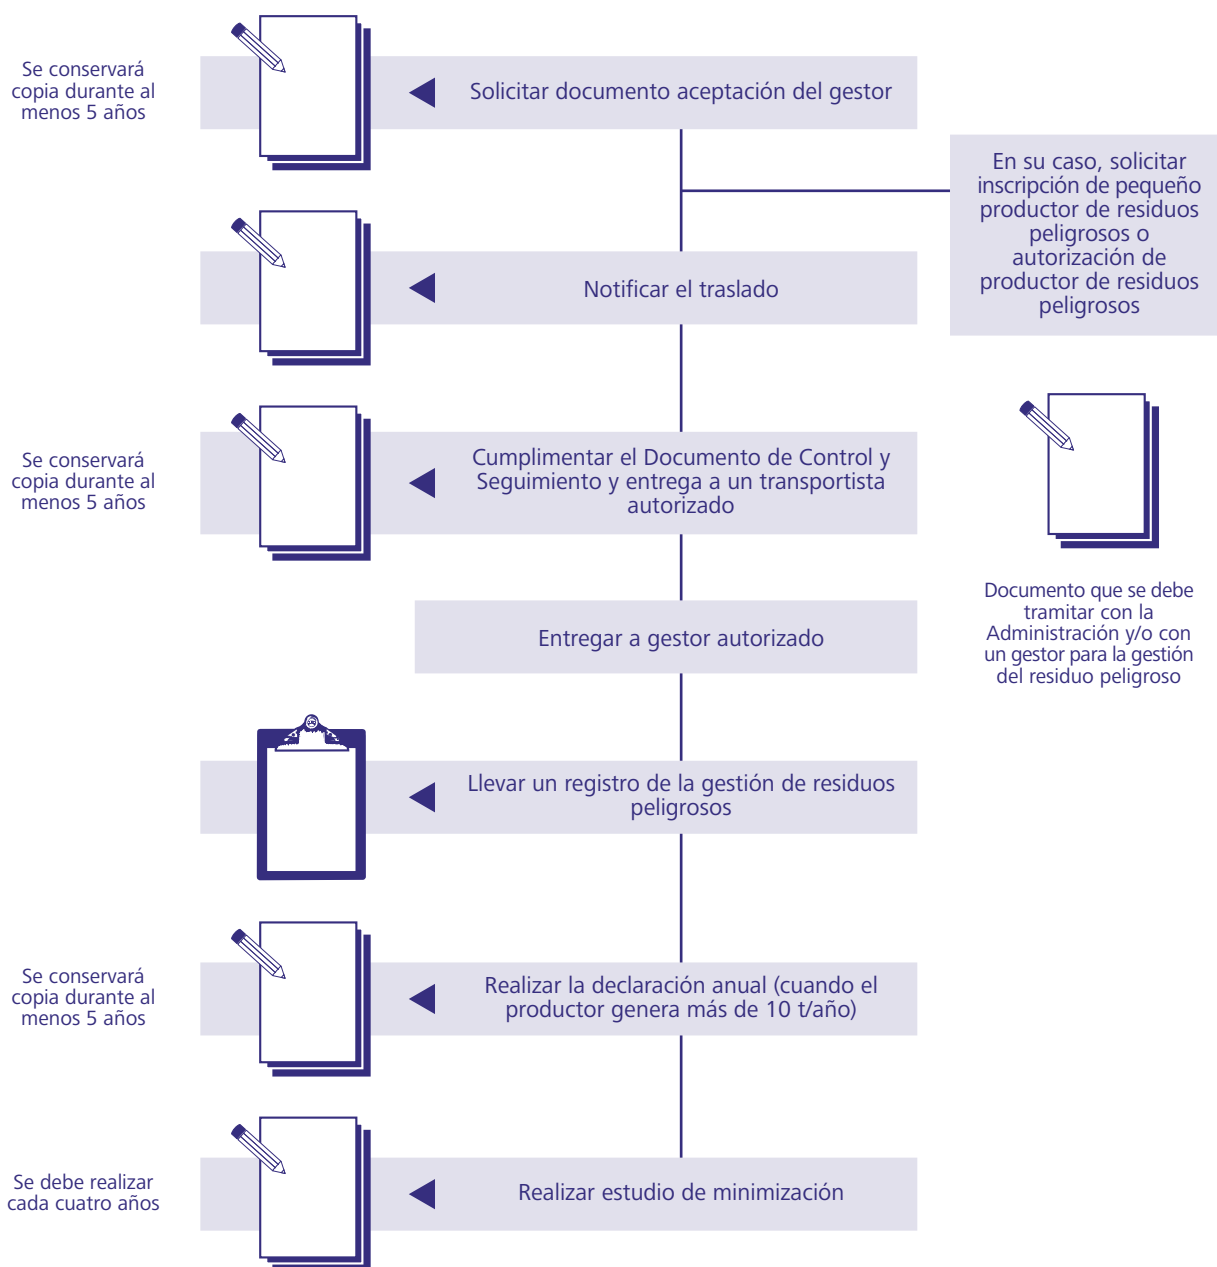 Se conservará
copia durante al
menos 5 años
Solicitar documento aceptación del gestor
En su caso, solicitar
inscripción de pequeño
productor de residuos
peligrosos o
autorización de
productor de residuos
peligrosos
Notificar el traslado
Se conservará
copia durante al
menos 5 años
Cumplimentar el Documento de Control y
Seguimiento y entrega a un transportista
autorizado
Documento que se debe
tramitar con la
Administración y/o con
un gestor para la gestión
del residuo peligroso
Entregar a gestor autorizado
Llevar un registro de la gestión de residuos
peligrosos
Se conservará
copia durante al
menos 5 años
Realizar la declaración anual (cuando el
productor genera más de 10 t/año)
Se debe realizar
cada cuatro años
Realizar estudio de minimización